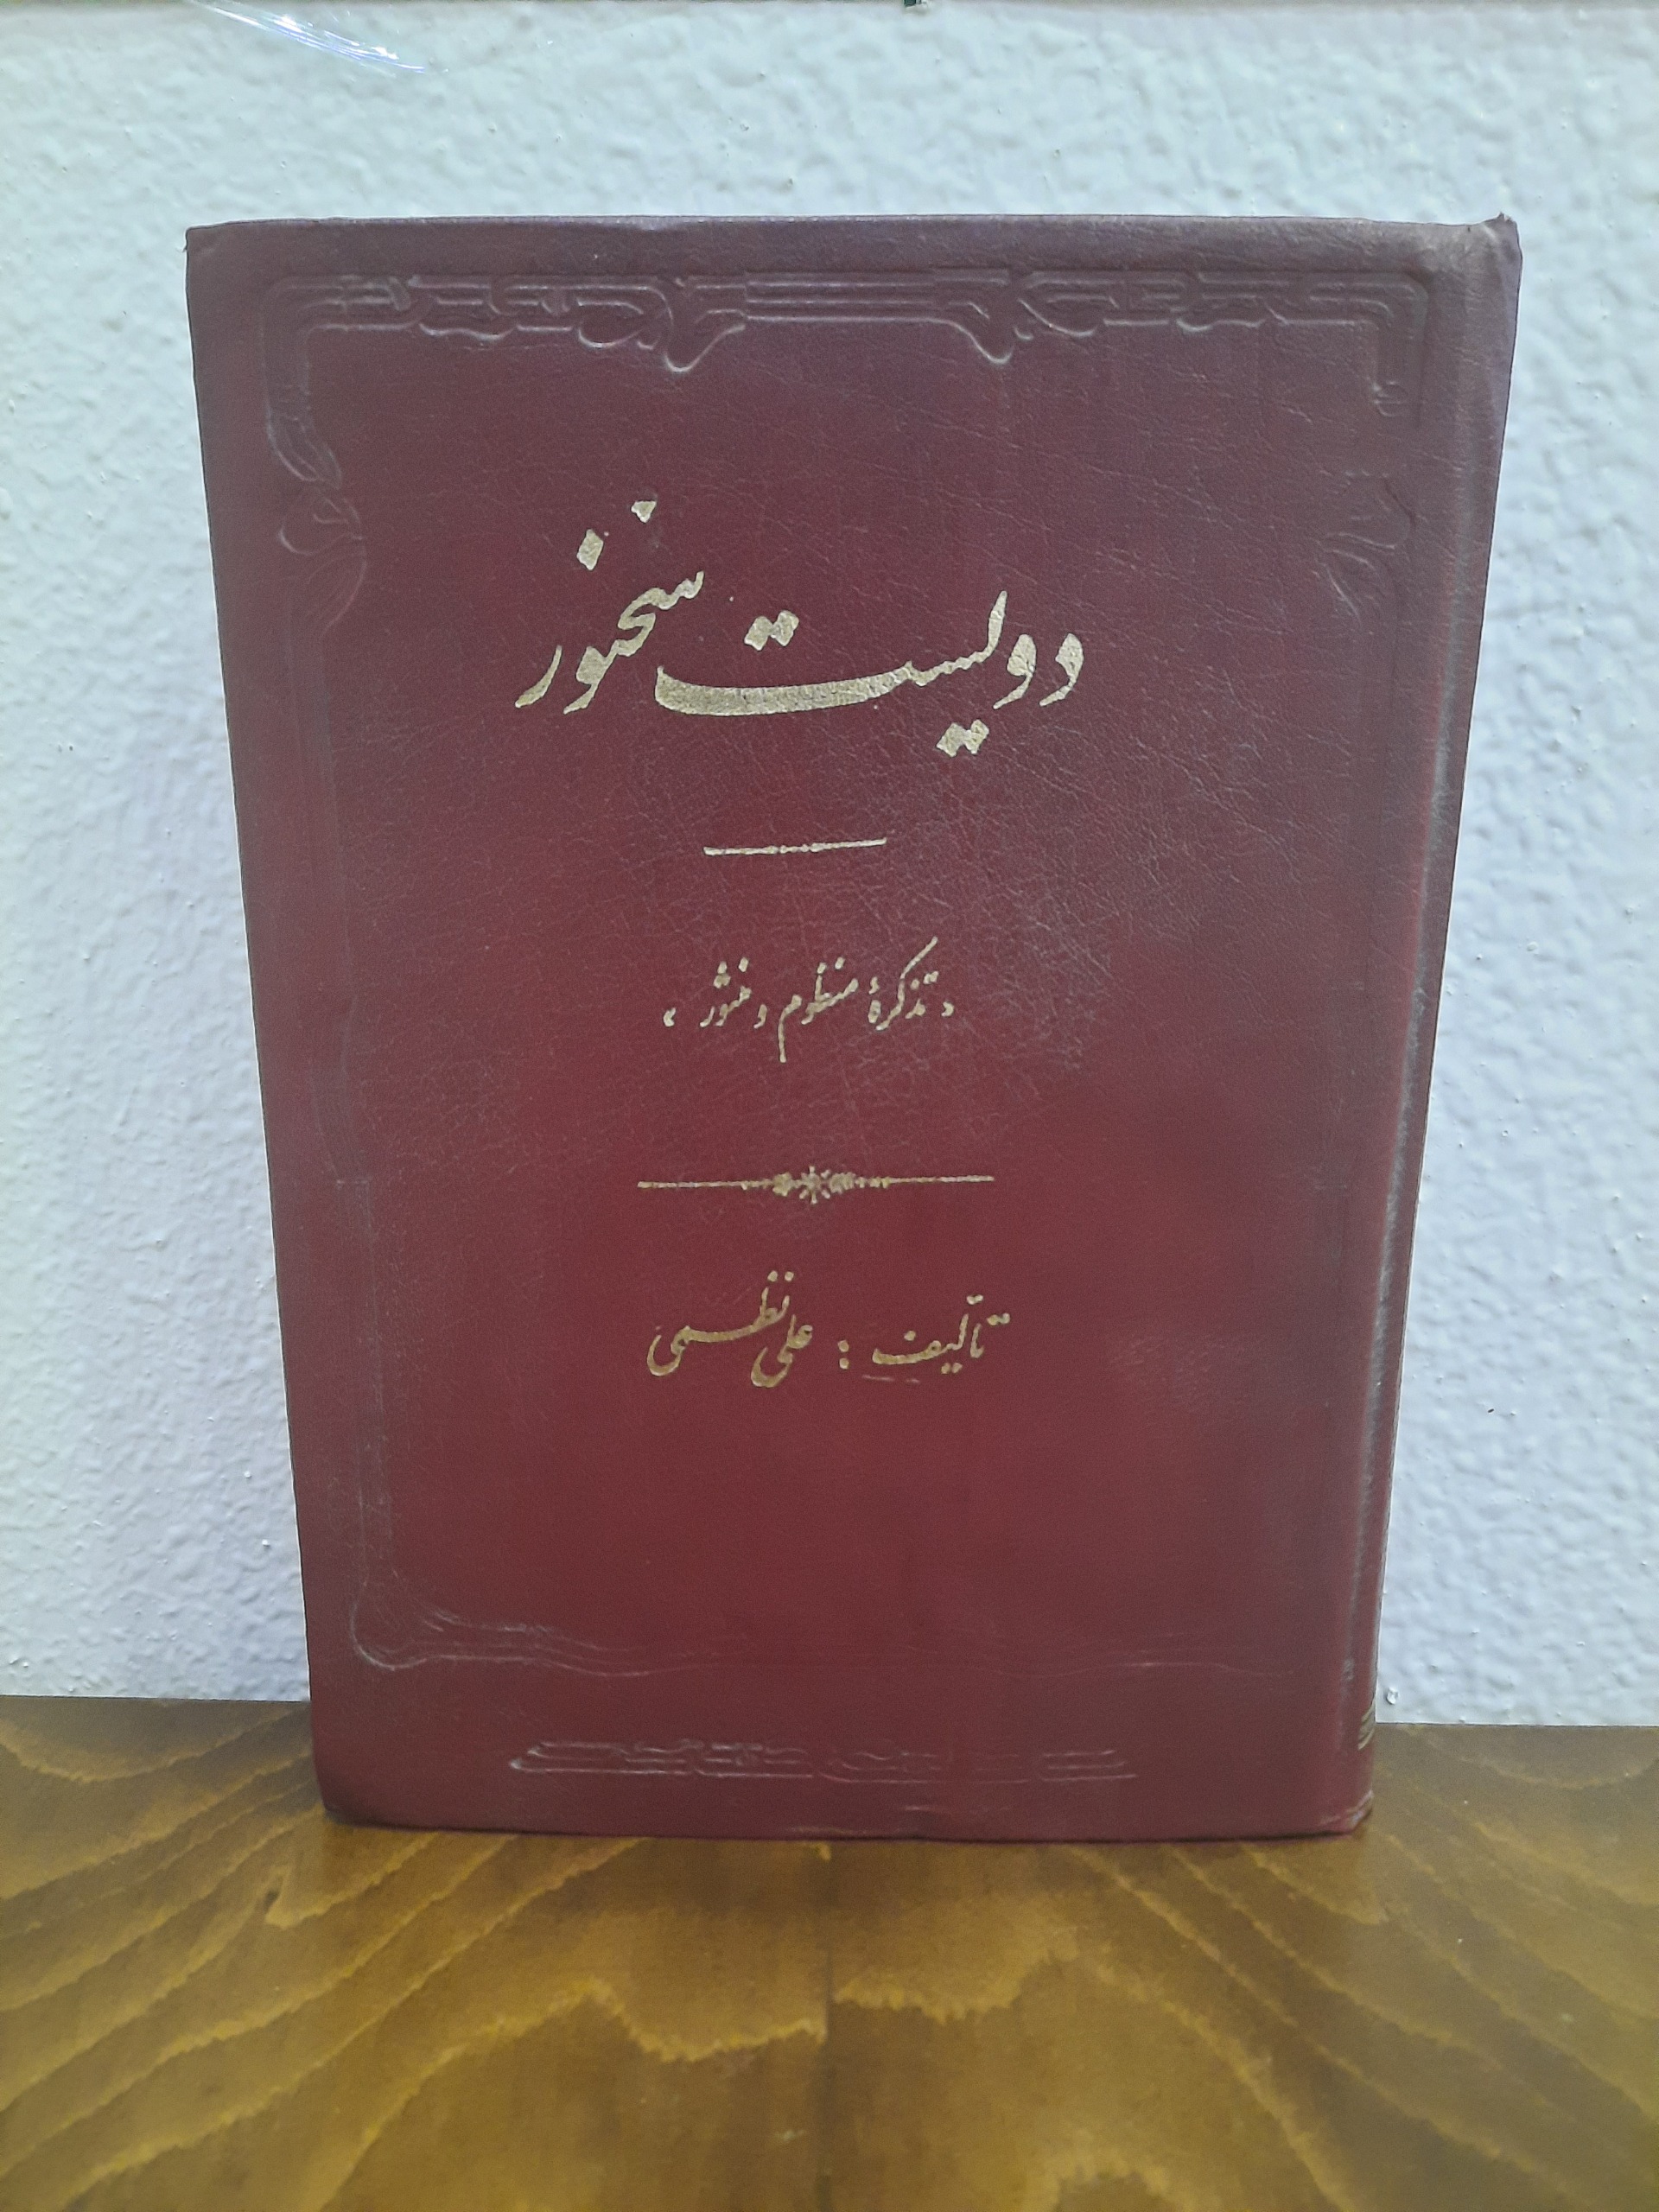 دویست سخنور
«تذکرهٔ منظوم و منثور»
تألیف : علی نظمی